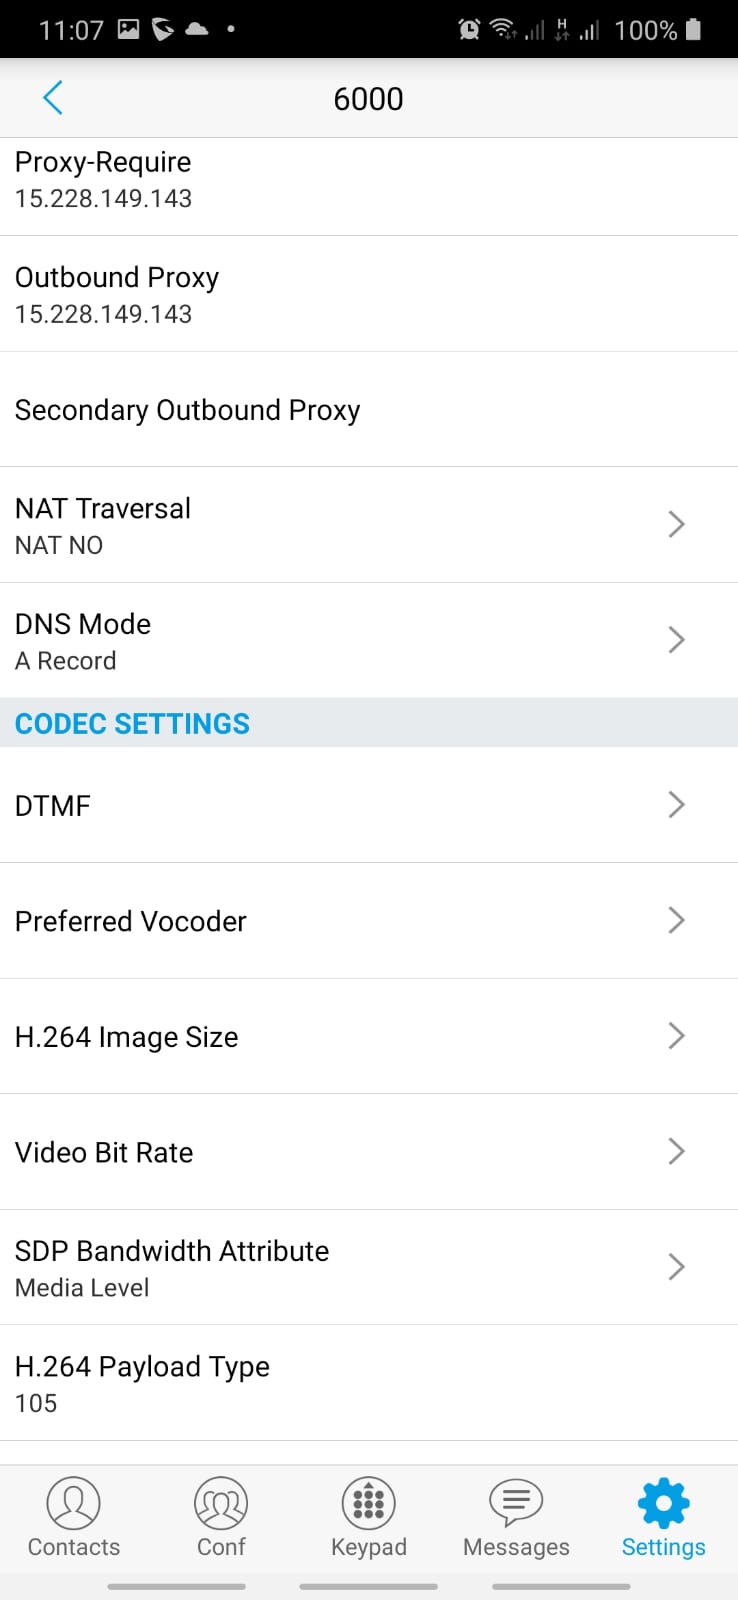 11:07 H 100%
6000
Proxy-Require
15.228.149.143
Outbound Proxy
15.228.149.143
Secondary Outbound Proxy
NAT Traversal
NAT NO
DNS Mode
A Record
CODEC SETTINGS
DTMF
Preferred Vocoder
H.264 Image Size
Video Bit Rate
SDP Bandwidth Attribute
Media Level
H.264 Payload Type
105
Contacts Conf Keypad Messages Settings